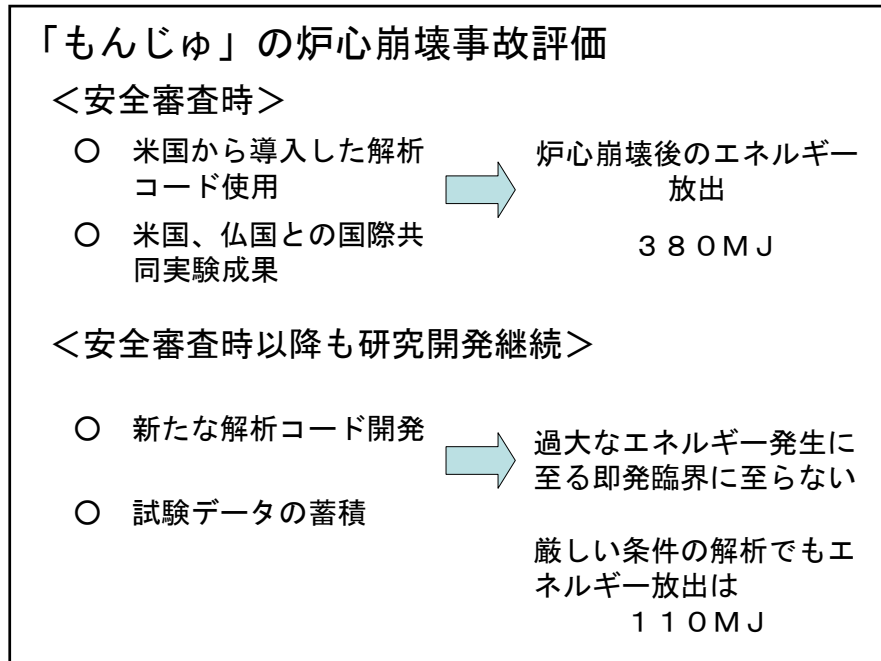 「もんじゅ」の炉心崩壊事故評価
＜安全審査時＞
○ 米国から導入した解析
コード使用
○ 米国、仏国との国際共
同実験成果
炉心崩壊後のエネルギー
放出
３８０ＭＪ
＜安全審査時以降も研究開発継続＞
○ 新たな解析コード開発
○ 試験データの蓄積
過大なエネルギー発生に
至る即発臨界に至らない
厳しい条件の解析でもエ
ネルギー放出は
１１０ＭＪ